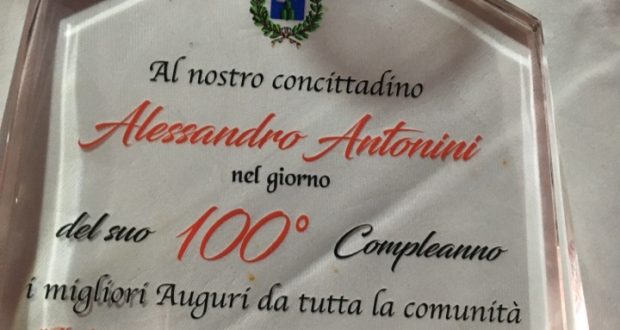 Al nostro concittadino
Alessandro Antonini
nel giorno
del suo 100° Compleanno
i migliori Auguri da tutta la comunità